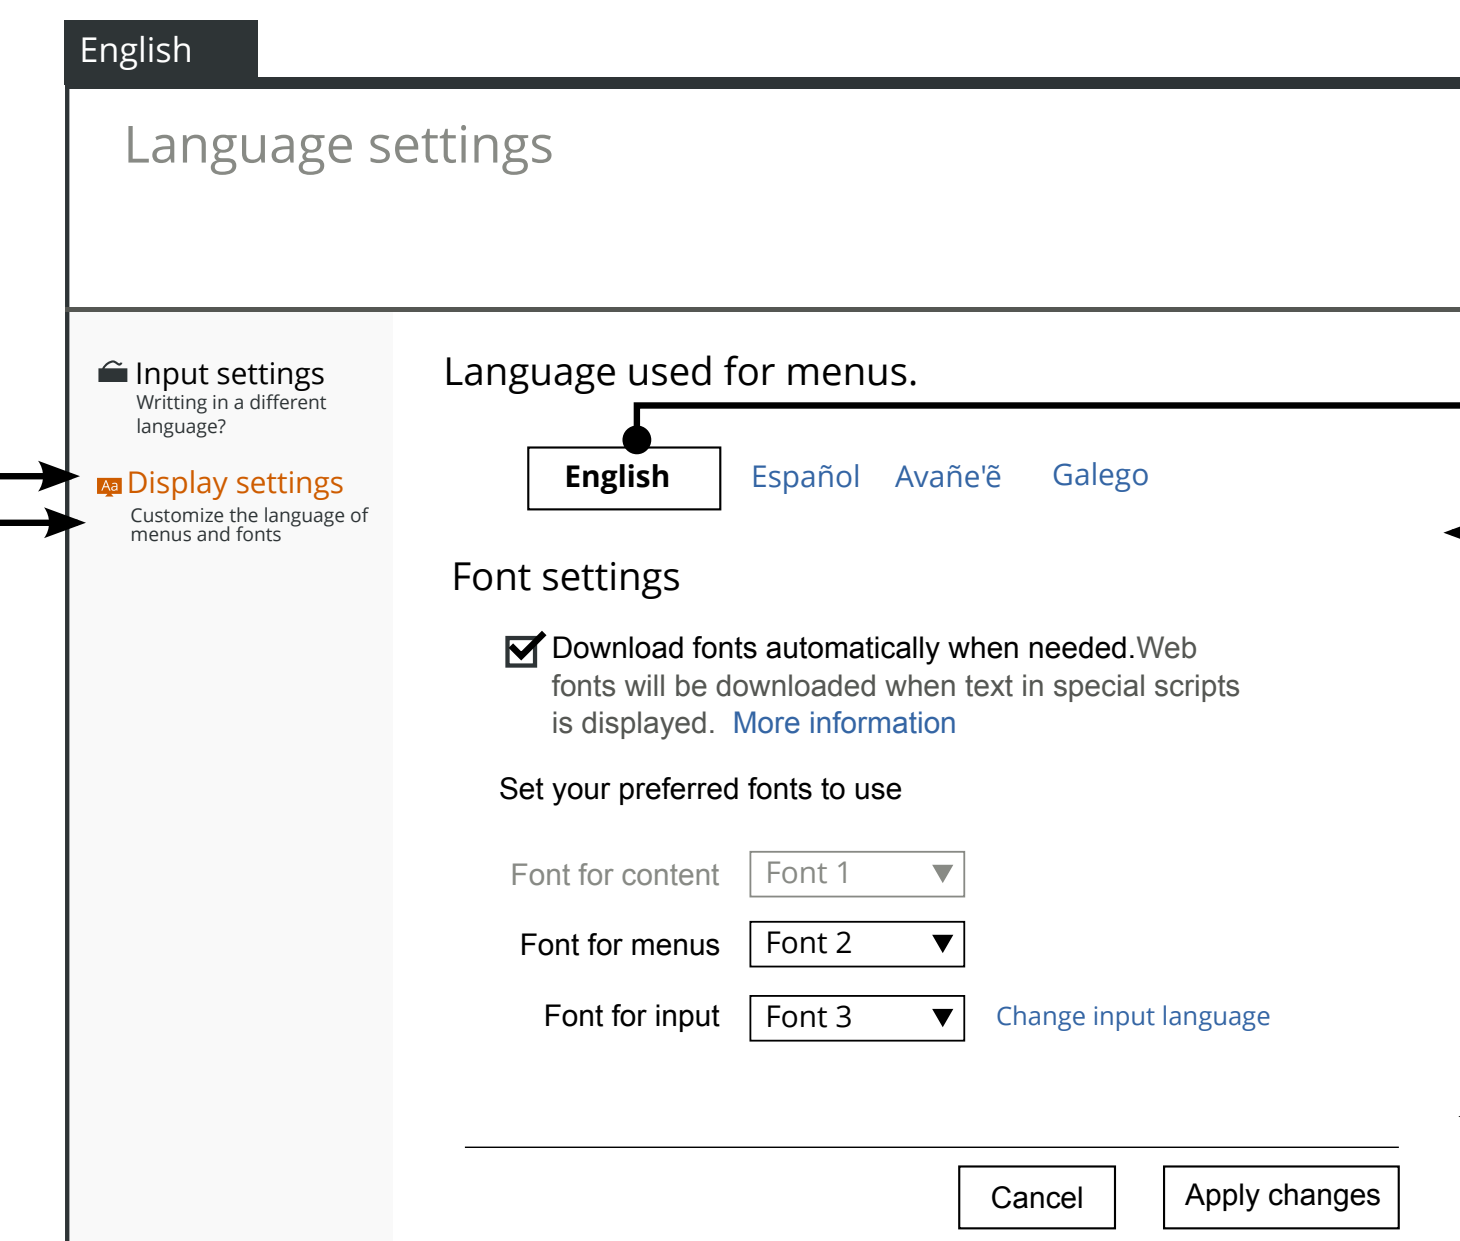 English
Language settings
Input settings
Writting in a different
language?
Aa Display settings
Customize the language of
menus and fonts
Language used for menus.
English Español Avañe'ẽ Galego
Font settings
Download fonts automatically when needed.Web
fonts will be downloaded when text in special scripts
is displayed. More information
Set your preferred fonts to use
Font for content Font 1
Font for menus Font 2
Font for input Font 3 Change input language
Cancel Apply changes